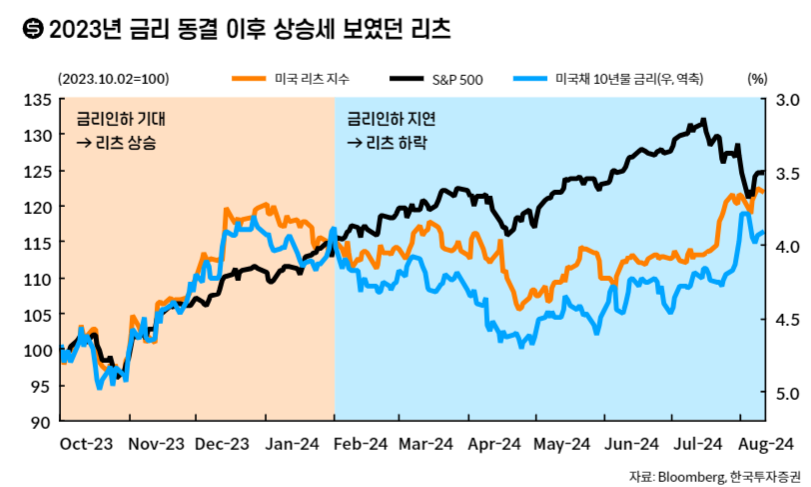 2023년 금리 동결 이후 상승세 보였던 리츠
(2023.10.02=100) 미국 리츠 지수 S&P 500 미국채 10년물 금리(우, 역축) (%)
135 3.0
금리인하 기대 금리인하 지연
130
→ 리츠 상승 → 리츠 하락
125 3.5
120
115 4.0
110
105 4.5
100
95 5.0
90
Oct-23 Nov-23 Dec-23 Jan-24 Feb-24 Mar-24 Apr-24 May-24 Jun-24 Jul-24 Aug-24
자료: Bloomberg, 한국투자증권